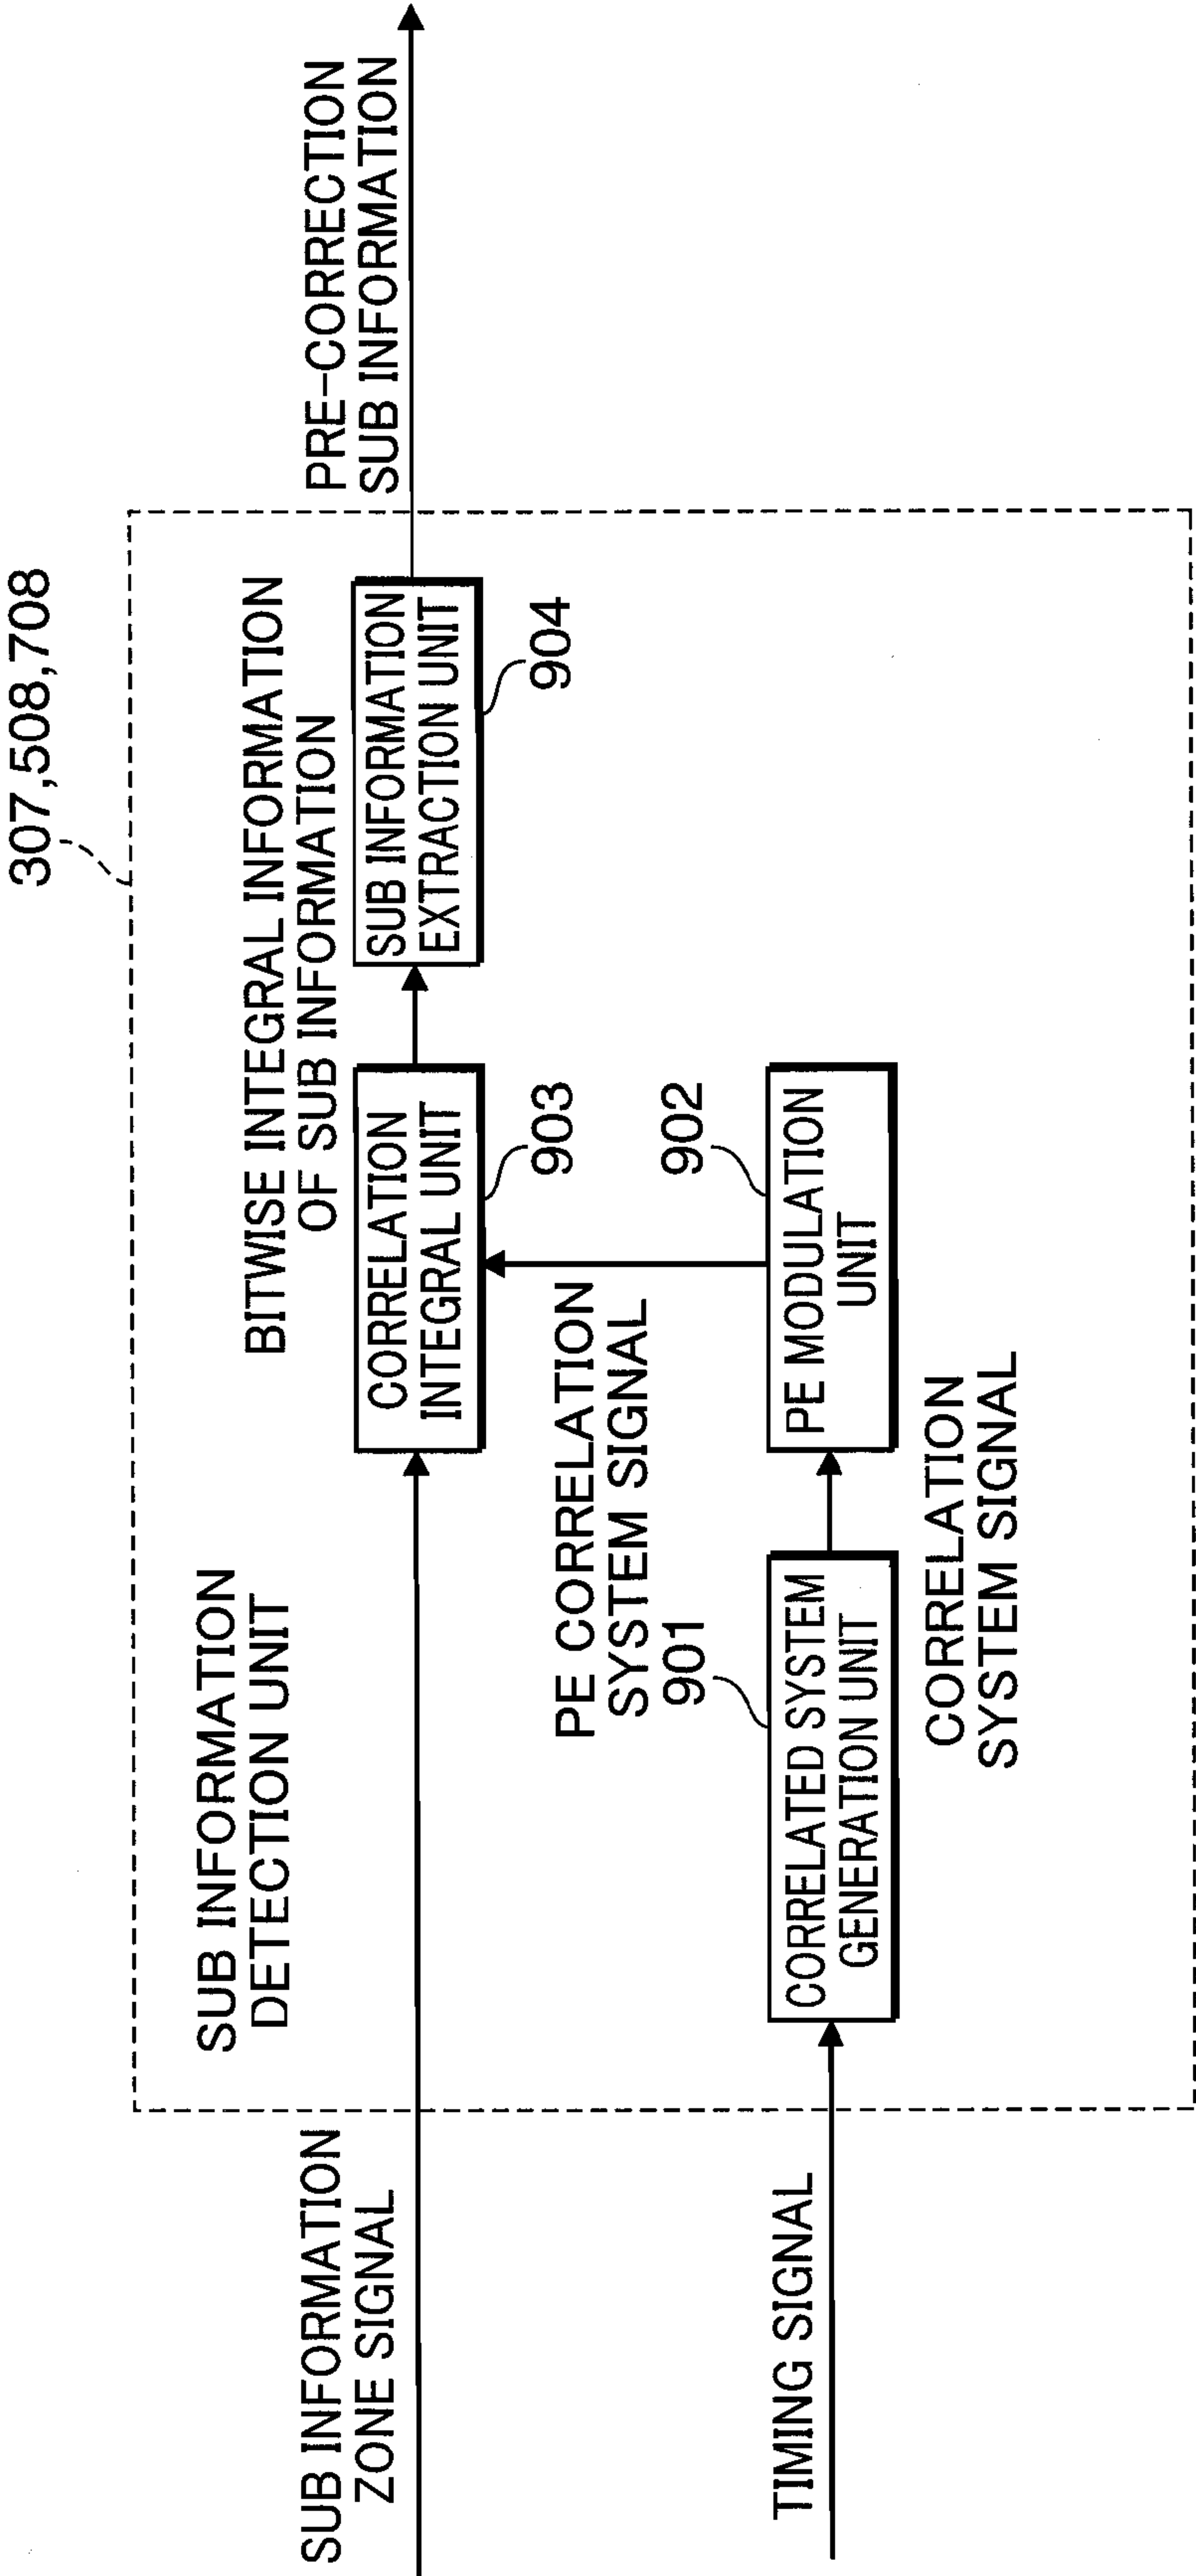 307,508,708
SUB INFORMATION
DETECTION UNIT
BITWISE INTEGRAL INFORMATION
OF SUB INFORMATION
SUB INFORMATION
ZONE SIGNAL
CORRELATION
INTEGRAL UNIT
903
SUB INFORMATION
EXTRACTION UNIT
904
PRE-CORRECTION
SUB INFORMATION
PE CORRELATION
SYSTEM SIGNAL
901
902
TIMING SIGNAL
CORRELATED SYSTEM
GENERATION UNIT
PE MODULATION
UNIT
CORRELATION
SYSTEM SIGNAL